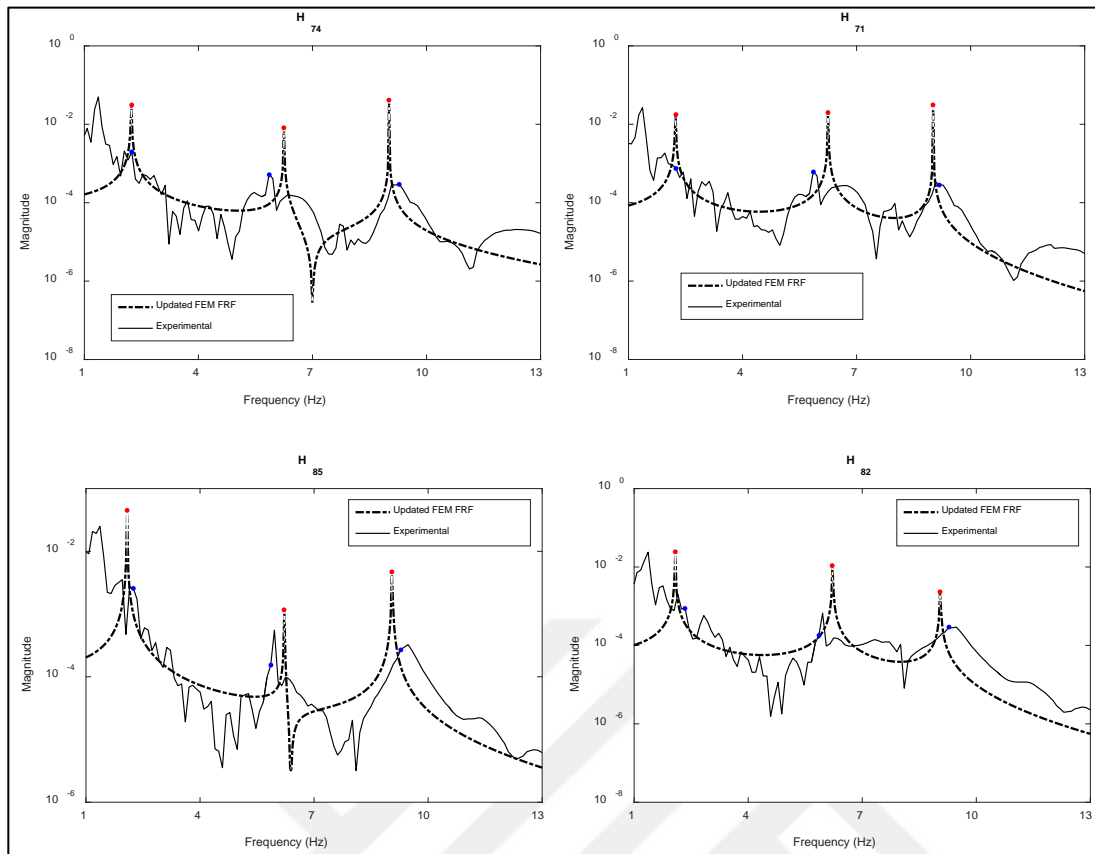 H 74
10 0
10 -2
10 -4
10 -6
10 -8
Magnitude
Updated FEM FRF
Experimental
1 4 7 10 13
Frequency (Hz)
H 71
10 0
10 -2
10 -4
10 -6
10 -8
Magnitude
Updated FEM FRF
Experimental
1 4 7 10 13
Frequency (Hz)
H 85
10 -2
10 -4
10 -6
Magnitude
Updated FEM FRF
Experimental
1 4 7 10 13
Frequency (Hz)
H 82
10 0
10 -2
10 -4
10 -6
10 -8
Magnitude
Updated FEM FRF
Experimental
1 4 7 10 13
Frequency (Hz)